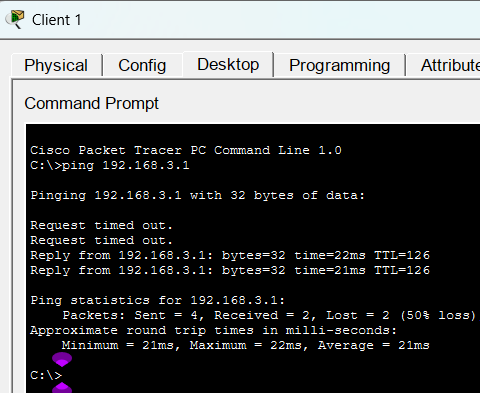 Client 1
Physical Config Desktop Programming Attribute
Command Prompt
Cisco Packet Tracer PC Command Line 1.0
C:\>ping 192.168.3.1
Pinging 192.168.3.1 with 32 bytes of data:
Request timed out.
Request timed out.
Reply from 192.168.3.1: bytes=32 time=22ms TTL=126
Reply from 192.168.3.1: bytes=32 time=21ms TTL=126
Ping statistics for 192.168.3.1:
Packets: Sent = 4, Received = 2, Lost = 2 (50% loss)
Approximate round trip times in milli-seconds:
Minimum = 21ms, Maximum = 22ms, Average = 21ms
C:\>